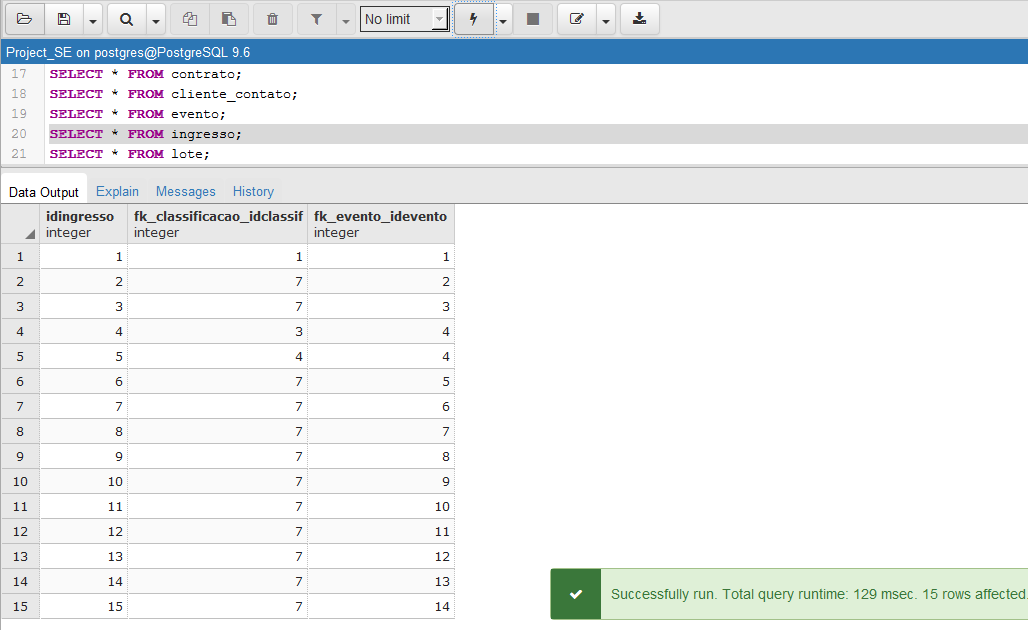 No limit
Project_SE on postgres@PostgreSQL 9.6
17 SELECT * FROM contrato;
18 SELECT * FROM cliente_contato;
19 SELECT * FROM evento;
20 SELECT * FROM ingresso;
21 SELECT * FROM lote;
Data Output Explain Messages History
idingresso fk_classificacao_idclassif fk_evento_idevento
integer integer integer
1 1 1 1
2 2 7 2
3 3 7 3
4 4 3 4
5 5 4 4
6 6 7 5
7 7 7 6
8 8 7 7
9 9 7 8
10 10 7 9
11 11 7 10
12 12 7 11
13 13 7 12
14 14 7 13
15 15 7 14
Successfully run. Total query runtime: 129 msec. 15 rows affected.